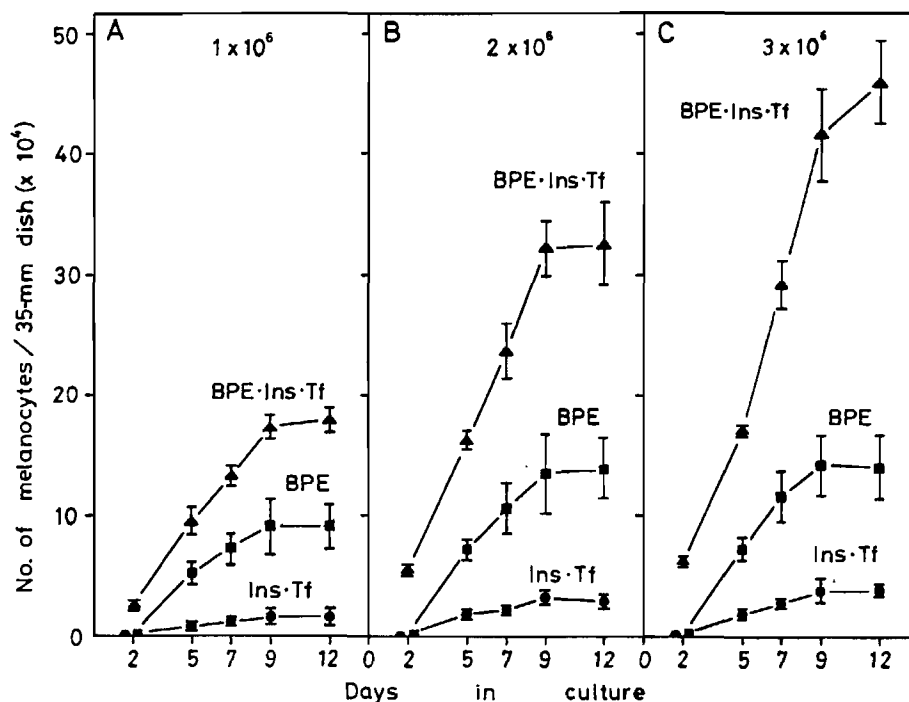 A
1 x 10⁶
B
2 x 10⁶
C
3 x 10⁶
No. of melanocytes / 35-mm dish (x 10⁴)
50
40
30
20
10
0
BPE·Ins·Tf
BPE
Ins·Tf
BPE·Ins·Tf
BPE
Ins·Tf
BPE·Ins·Tf
BPE
Ins·Tf
2 5 7 9 12 0 2 5 7 9 12 0 2 5 7 9 12
Days in culture